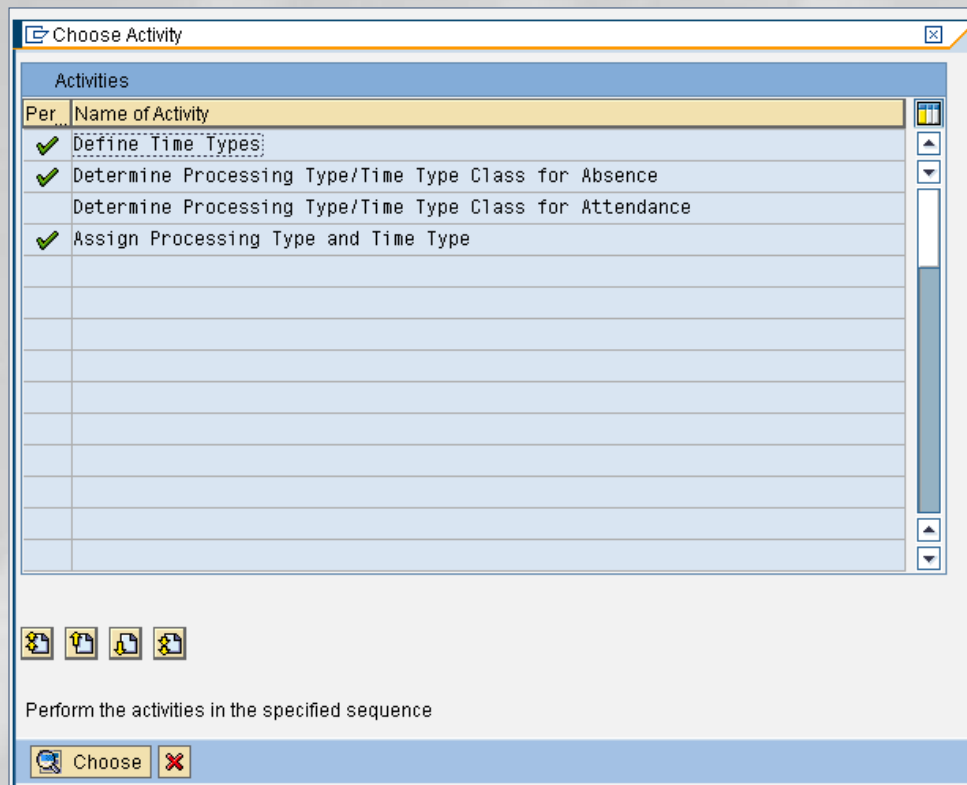 Choose Activity
Activities
Per... Name of Activity
Define Time Types
Determine Processing Type/Time Type Class for Absence
Determine Processing Type/Time Type Class for Attendance
Assign Processing Type and Time Type
Perform the activities in the specified sequence
Choose